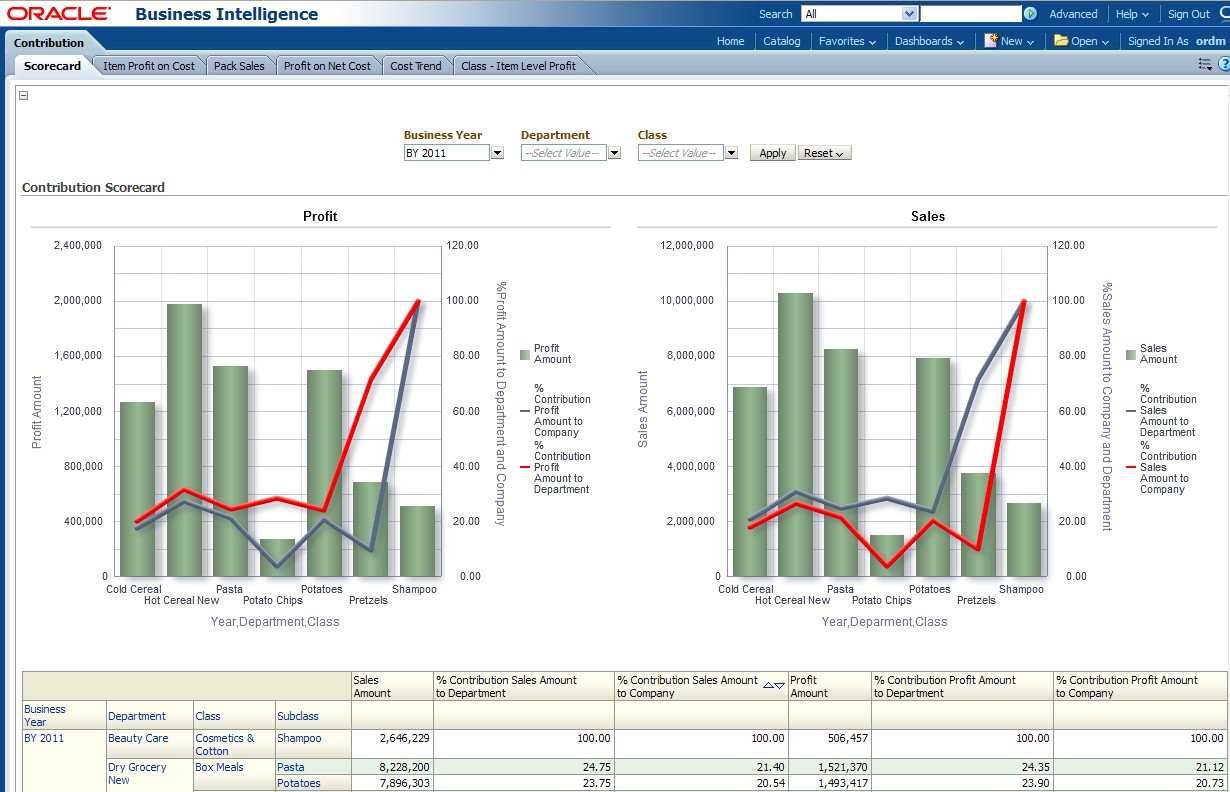 ORACLE Business Intelligence
Search All Advanced Help Sign Out
Contribution
Home Catalog Favorites Dashboards New Open Signed In As ordm
Scorecard Item Profit on Cost Pack Sales Profit on Net Cost Cost Trend Class - Item Level Profit
Business Year Department Class
BY 2011 --Select Value-- --Select Value-- Apply Reset
Contribution Scorecard
Profit
2,400,000
2,000,000
1,600,000
1,200,000
800,000
400,000
0
Profit Amount
120.00
100.00
80.00
60.00
40.00
20.00
0.00
%Profit Amount to Department and Company
Profit
Amount
%
Contribution
Profit
Amount to
Company
%
Contribution
Profit
Amount to
Department
Cold Cereal Pasta Potatoes Shampoo
Hot Cereal New Potato Chips Pretzels
Year,Department,Class
Sales
12,000,000
10,000,000
8,000,000
6,000,000
4,000,000
2,000,000
0
Sales Amount
120.00
100.00
80.00
60.00
40.00
20.00
0.00
%Sales Amount to Company and Department
Sales
Amount
%
Contribution
Sales
Amount to
Department
%
Contribution
Sales
Amount to
Company
Cold Cereal Pasta Potatoes Shampoo
Hot Cereal New Potato Chips Pretzels
Year,Deparment,Class
Sales % Contribution Sales Amount % Contribution Sales Amount Profit % Contribution Profit Amount % Contribution Profit Amount
Amount to Department to Company Amount to Department to Company
Business
Year Department Class Subclass
BY 2011 Beauty Care Cosmetics & Shampoo 2,646,229 100.00 100.00 506,457 100.00 100.00
Cotton
Dry Grocery Box Meals Pasta 8,228,200 24.75 21.40 1,521,370 24.35 21.12
New Potatoes 7,896,303 23.75 20.54 1,493,417 23.90 20.73